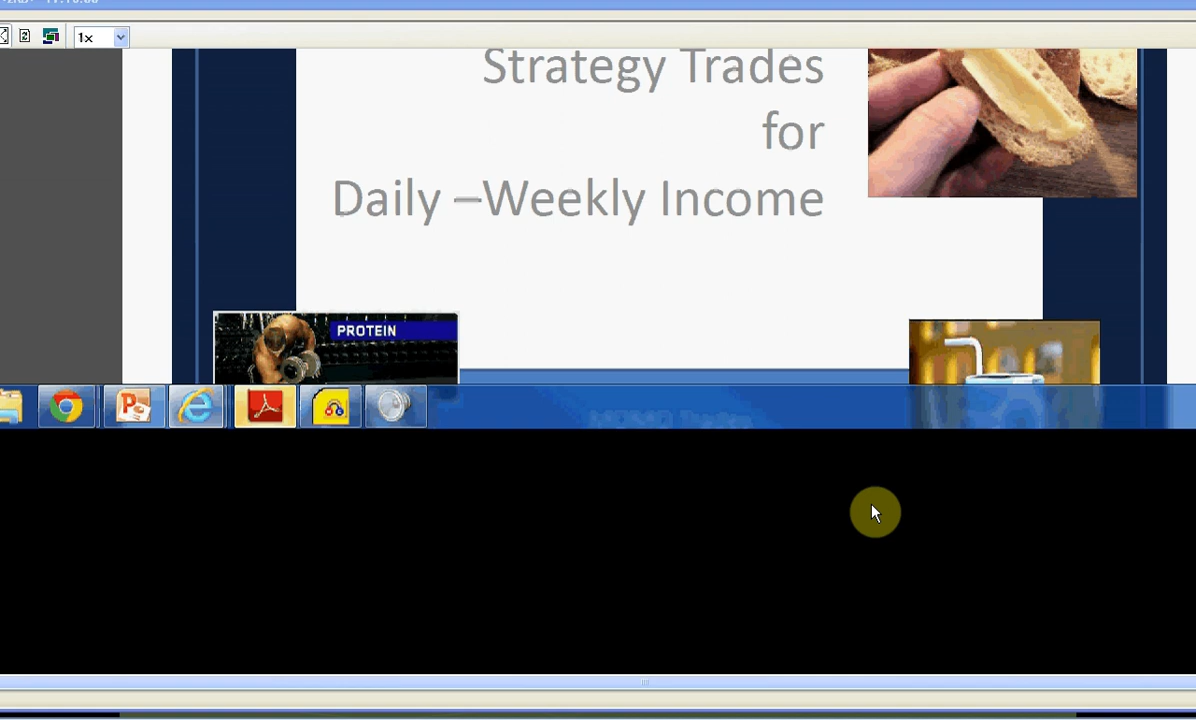 1x
Strategy Trades
for
Daily –Weekly Income
PROTEIN